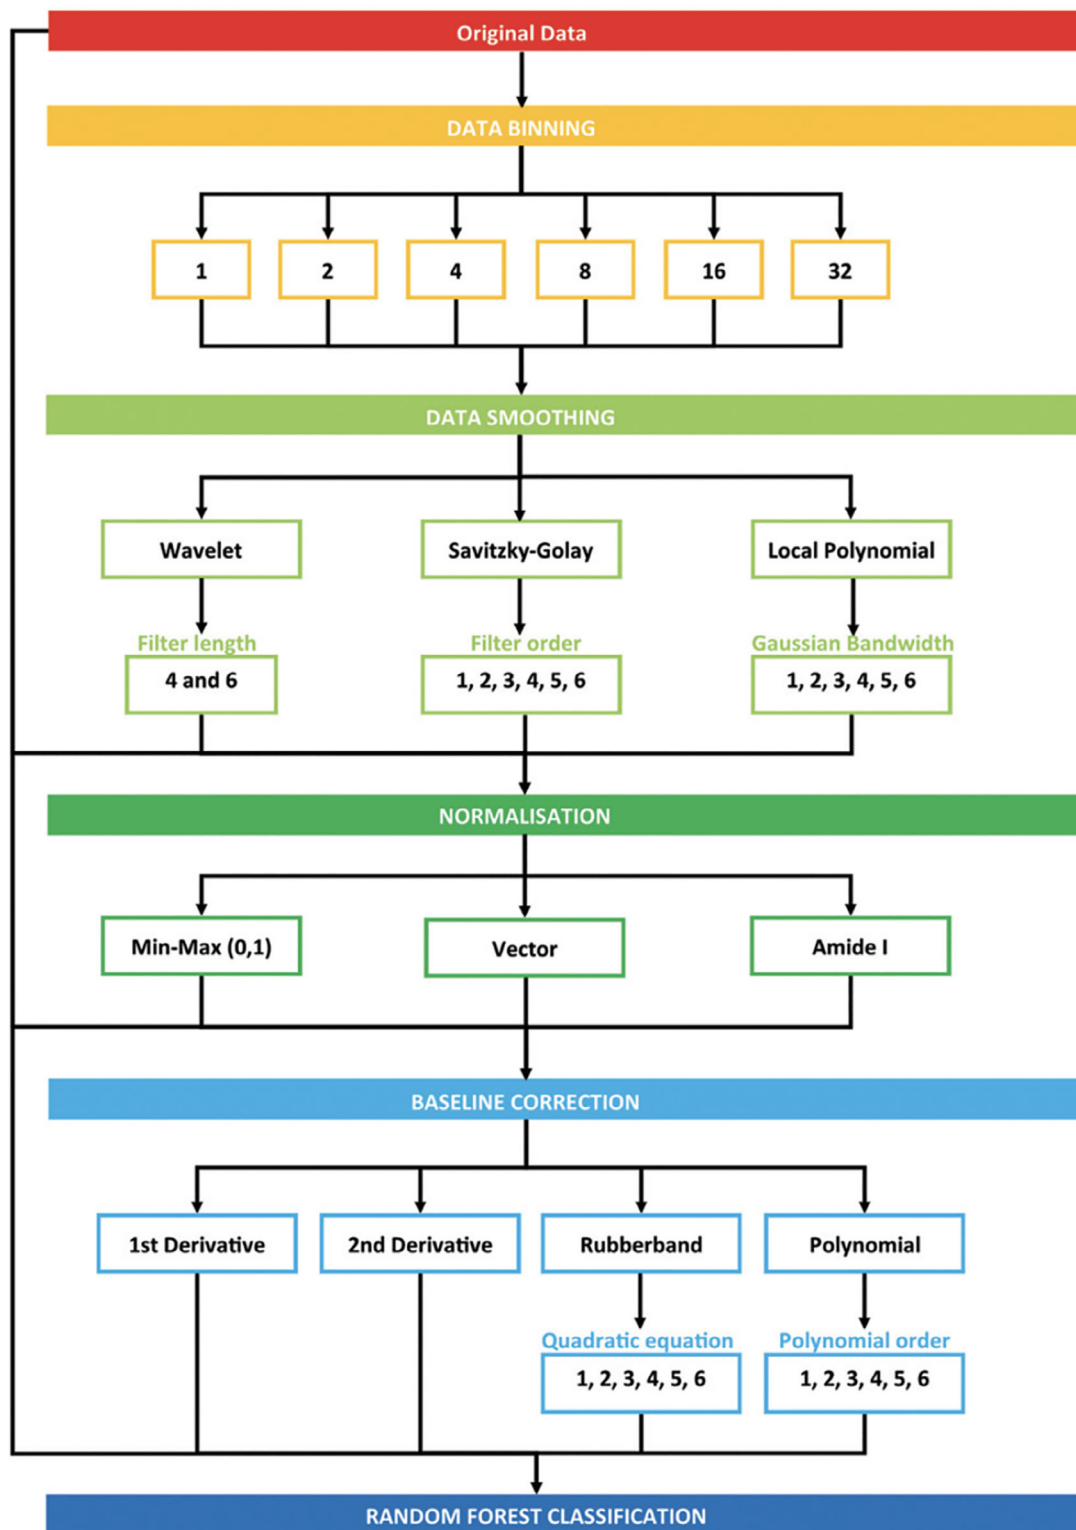 Original Data
DATA BINNING
1 2 4 8 16 32
DATA SMOOTHING
Wavelet Savitzky-Golay Local Polynomial
Filter length Filter order Gaussian Bandwidth
4 and 6 1, 2, 3, 4, 5, 6 1, 2, 3, 4, 5, 6
NORMALISATION
Min-Max (0,1) Vector Amide I
BASELINE CORRECTION
1st Derivative 2nd Derivative Rubberband Polynomial
Quadratic equation Polynomial order
1, 2, 3, 4, 5, 6 1, 2, 3, 4, 5, 6
RANDOM FOREST CLASSIFICATION